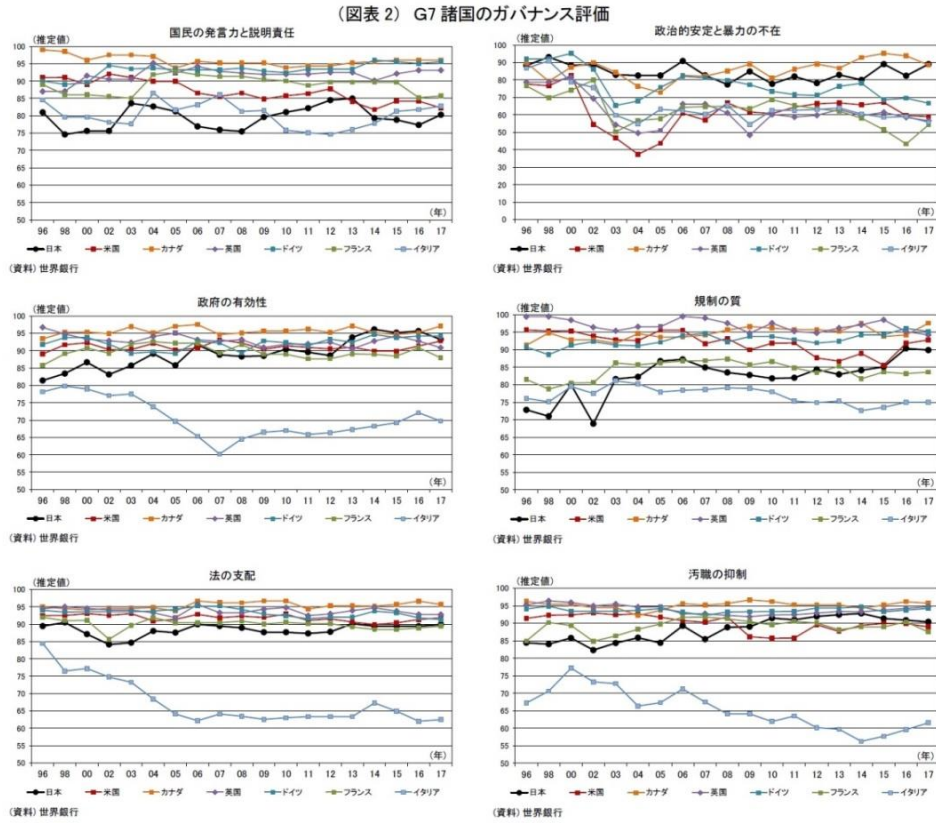 (図表 2) G7 諸国のガバナンス評価
国民の発言力と説明責任
(推定値)
100
95
90
85
80
75
70
65
60
55
50
96 98 00 02 03 04 05 06 07 08 09 10 11 12 13 14 15 16 17
(年)
日本 米国 カナダ 英国 ドイツ フランス イタリア
(資料) 世界銀行
政治的安定と暴力の不在
(推定値)
100
90
80
70
60
50
40
30
20
10
0
96 98 00 02 03 04 05 06 07 08 09 10 11 12 13 14 15 16 17
(年)
日本 米国 カナダ 英国 ドイツ フランス イタリア
(資料) 世界銀行
政府の有効性
(推定値)
100
95
90
85
80
75
70
65
60
55
50
96 98 00 02 03 04 05 06 07 08 09 10 11 12 13 14 15 16 17
(年)
日本 米国 カナダ 英国 ドイツ フランス イタリア
(資料) 世界銀行
規制の質
(推定値)
100
95
90
85
80
75
70
65
60
55
50
96 98 00 02 03 04 05 06 07 08 09 10 11 12 13 14 15 16 17
(年)
日本 米国 カナダ 英国 ドイツ フランス イタリア
(資料) 世界銀行
法の支配
(推定値)
100
95
90
85
80
75
70
65
60
55
50
96 98 00 02 03 04 05 06 07 08 09 10 11 12 13 14 15 16 17
(年)
日本 米国 カナダ 英国 ドイツ フランス イタリア
(資料) 世界銀行
汚職の抑制
(推定値)
100
95
90
85
80
75
70
65
60
55
50
96 98 00 02 03 04 05 06 07 08 09 10 11 12 13 14 15 16 17
(年)
日本 米国 カナダ 英国 ドイツ フランス イタリア
(資料) 世界銀行